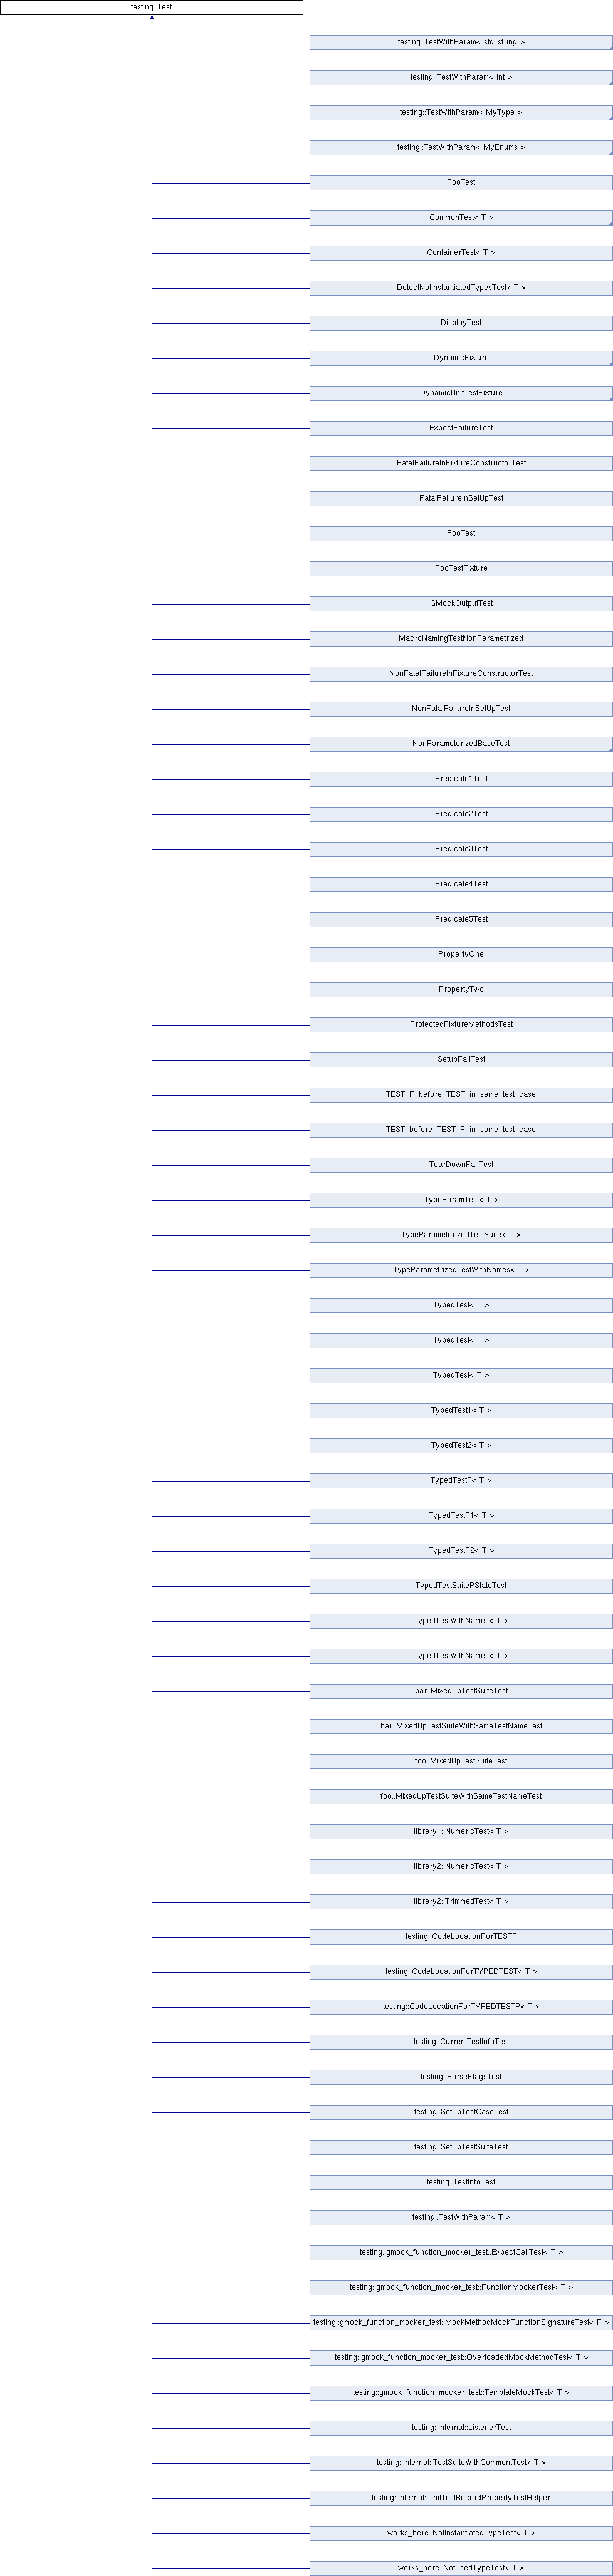 testing::Test
testing::TestWithParam< std::string >
testing::TestWithParam< int >
testing::TestWithParam< MyType >
testing::TestWithParam< MyEnums >
FooTest
CommonTest< T >
ContainerTest< T >
DetectNotInstantiatedTypesTest< T >
DisplayTest
DynamicFixture
DynamicUnitTestFixture
ExpectFailureTest
FatalFailureInFixtureConstructorTest
FatalFailureInSetUpTest
FooTest
FooTestFixture
GMockOutputTest
MacroNamingTestNonParametrized
NonFatalFailureInFixtureConstructorTest
NonFatalFailureInSetUpTest
NonParameterizedBaseTest
Predicate1Test
Predicate2Test
Predicate3Test
Predicate4Test
Predicate5Test
PropertyOne
PropertyTwo
ProtectedFixtureMethodsTest
SetupFailTest
TEST_F_before_TEST_in_same_test_case
TEST_before_TEST_F_in_same_test_case
TearDownFailTest
TypeParamTest< T >
TypeParameterizedTestSuite< T >
TypeParametrizedTestWithNames< T >
TypedTest< T >
TypedTest< T >
TypedTest< T >
TypedTest1< T >
TypedTest2< T >
TypedTestP< T >
TypedTestP1< T >
TypedTestP2< T >
TypedTestSuitePStateTest
TypedTestWithNames< T >
TypedTestWithNames< T >
bar::MixedUpTestSuiteTest
bar::MixedUpTestSuiteWithSameTestNameTest
foo::MixedUpTestSuiteTest
foo::MixedUpTestSuiteWithSameTestNameTest
library1::NumericTest< T >
library2::NumericTest< T >
library2::TrimmedTest< T >
testing::CodeLocationForTESTF
testing::CodeLocationForTYPEDTEST< T >
testing::CodeLocationForTYPEDTESTP< T >
testing::CurrentTestInfoTest
testing::ParseFlagsTest
testing::SetUpTestCaseTest
testing::SetUpTestSuiteTest
testing::TestInfoTest
testing::TestWithParam< T >
testing::gmock_function_mocker_test::ExpectCallTest< T >
testing::gmock_function_mocker_test::FunctionMockerTest< T >
testing::gmock_function_mocker_test::MockMethodMockFunctionSignatureTest< F >
testing::gmock_function_mocker_test::OverloadedMockMethodTest< T >
testing::gmock_function_mocker_test::TemplateMockTest< T >
testing::internal::ListenerTest
testing::internal::TestSuiteWithCommentTest< T >
testing::internal::UnitTestRecordPropertyTestHelper
works_here::NotInstantiatedTypeTest< T >
works_here::NotUsedTypeTest< T >